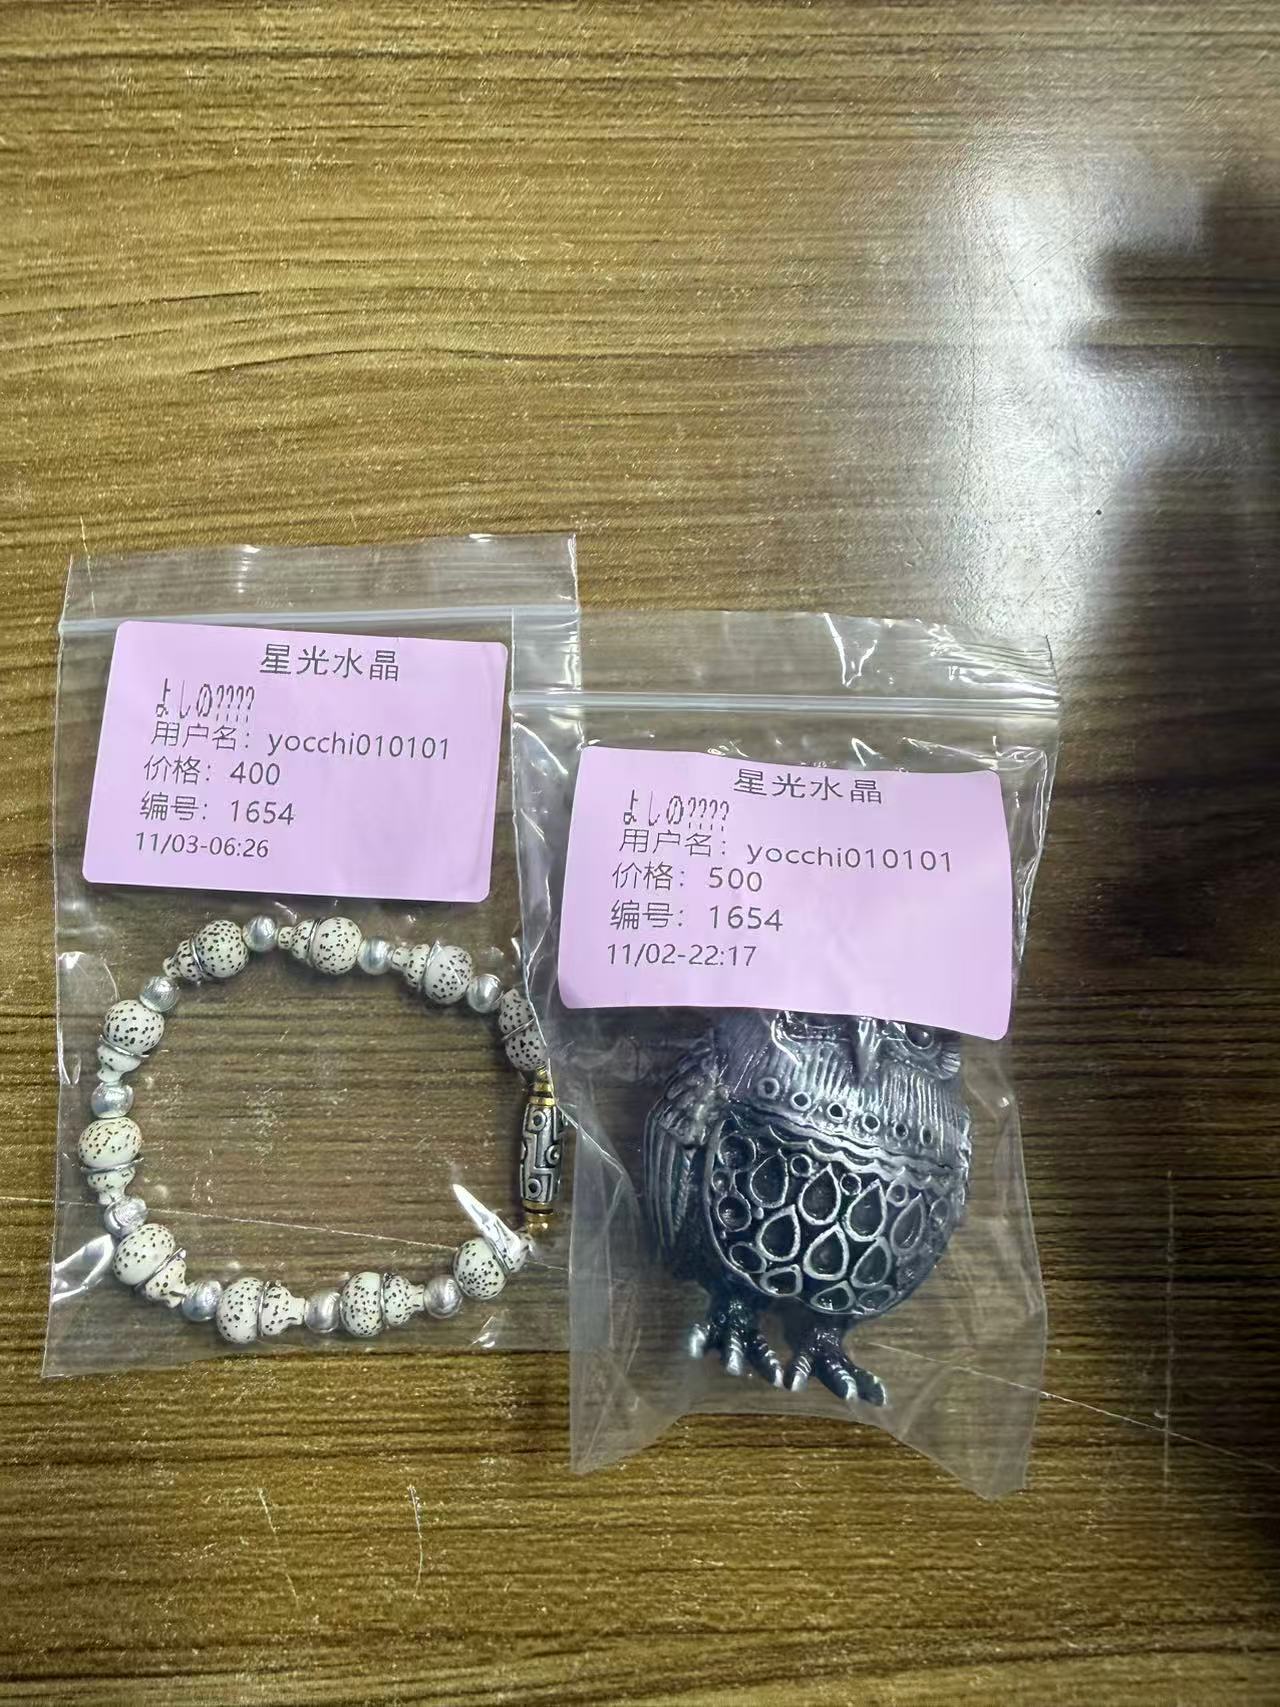 星光水晶
よしの????
用户名：yocchi010101
价格：400
编号：1654
11/03-06:26
星光水晶
よしの????
用户名：yocchi010101
价格：500
编号：1654
11/02-22:17